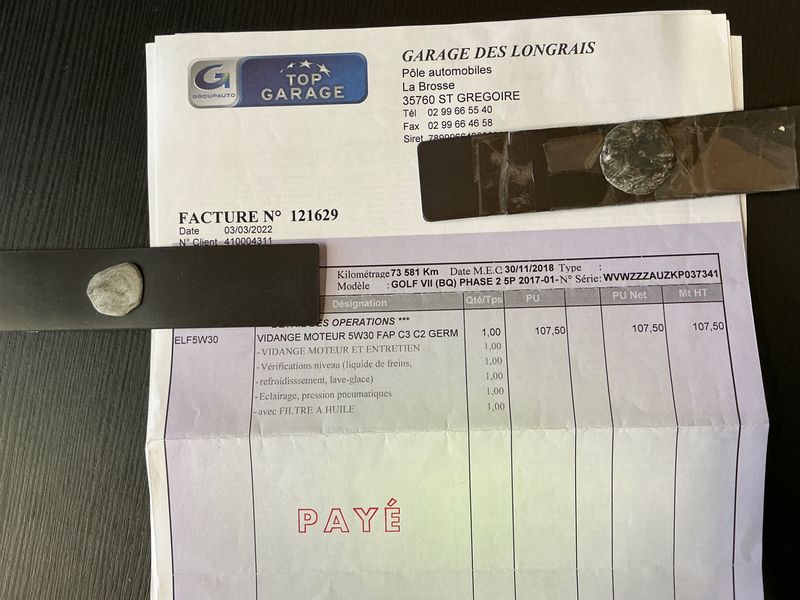 GROUPAUTO
TOP
GARAGE
GARAGE DES LONGRAIS
Pôle automobiles
La Brosse
35760 ST GREGOIRE
Tél 02 99 66 55 40
Fax 02 99 66 46 58
Siret
FACTURE N° 121629
Date 03/03/2022
N° Client 410004311
Kilométrage 73 581 Km Date M.E.C 30/11/2018 Type :
Modèle : GOLF VII (BQ) PHASE 2 5P 2017-01- N° Série: WVWZZZAUZKP037341
Désignation Qté/Tps PU PU Net Mt HT
DES OPERATIONS ***
ELF5W30 VIDANGE MOTEUR 5W30 FAP C3 C2 GERM 1,00 107,50 107,50 107,50
- VIDANGE MOTEUR ET ENTRETIEN 1,00
- Vérifications niveau (liquide de freins, 1,00
- refroidisssement, lave-glace) 1,00
- Eclairage, pression pneumatiques 1,00
- avec FILTRE A HUILE 1,00
PAYÉ